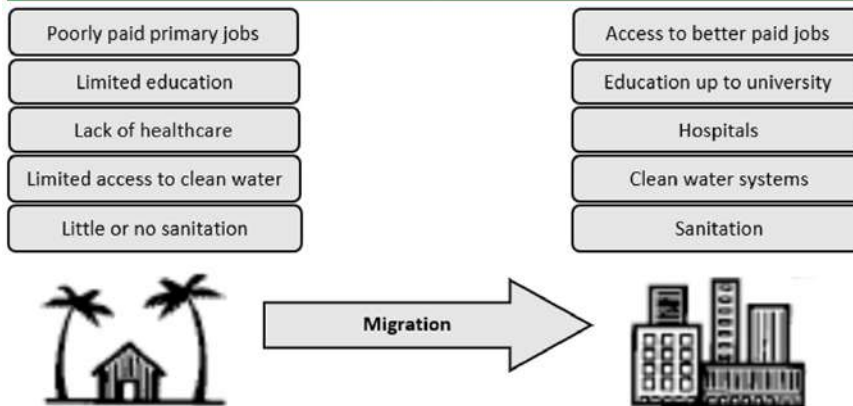 Poorly paid primary jobs
Limited education
Lack of healthcare
Limited access to clean water
Little or no sanitation
Access to better paid jobs
Education up to university
Hospitals
Clean water systems
Sanitation
Migration